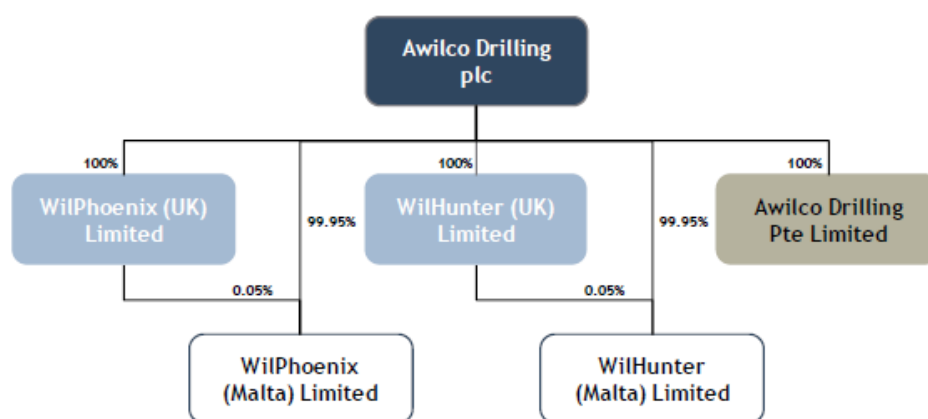 Awilco Drilling
plc
100%
100%
100%
WilPhoenix (UK)
Limited
99.95%
WilHunter (UK)
Limited
99.95%
Awilco Drilling
Pte Limited
0.05%
0.05%
WilPhoenix
(Malta) Limited
WilHunter
(Malta) Limited